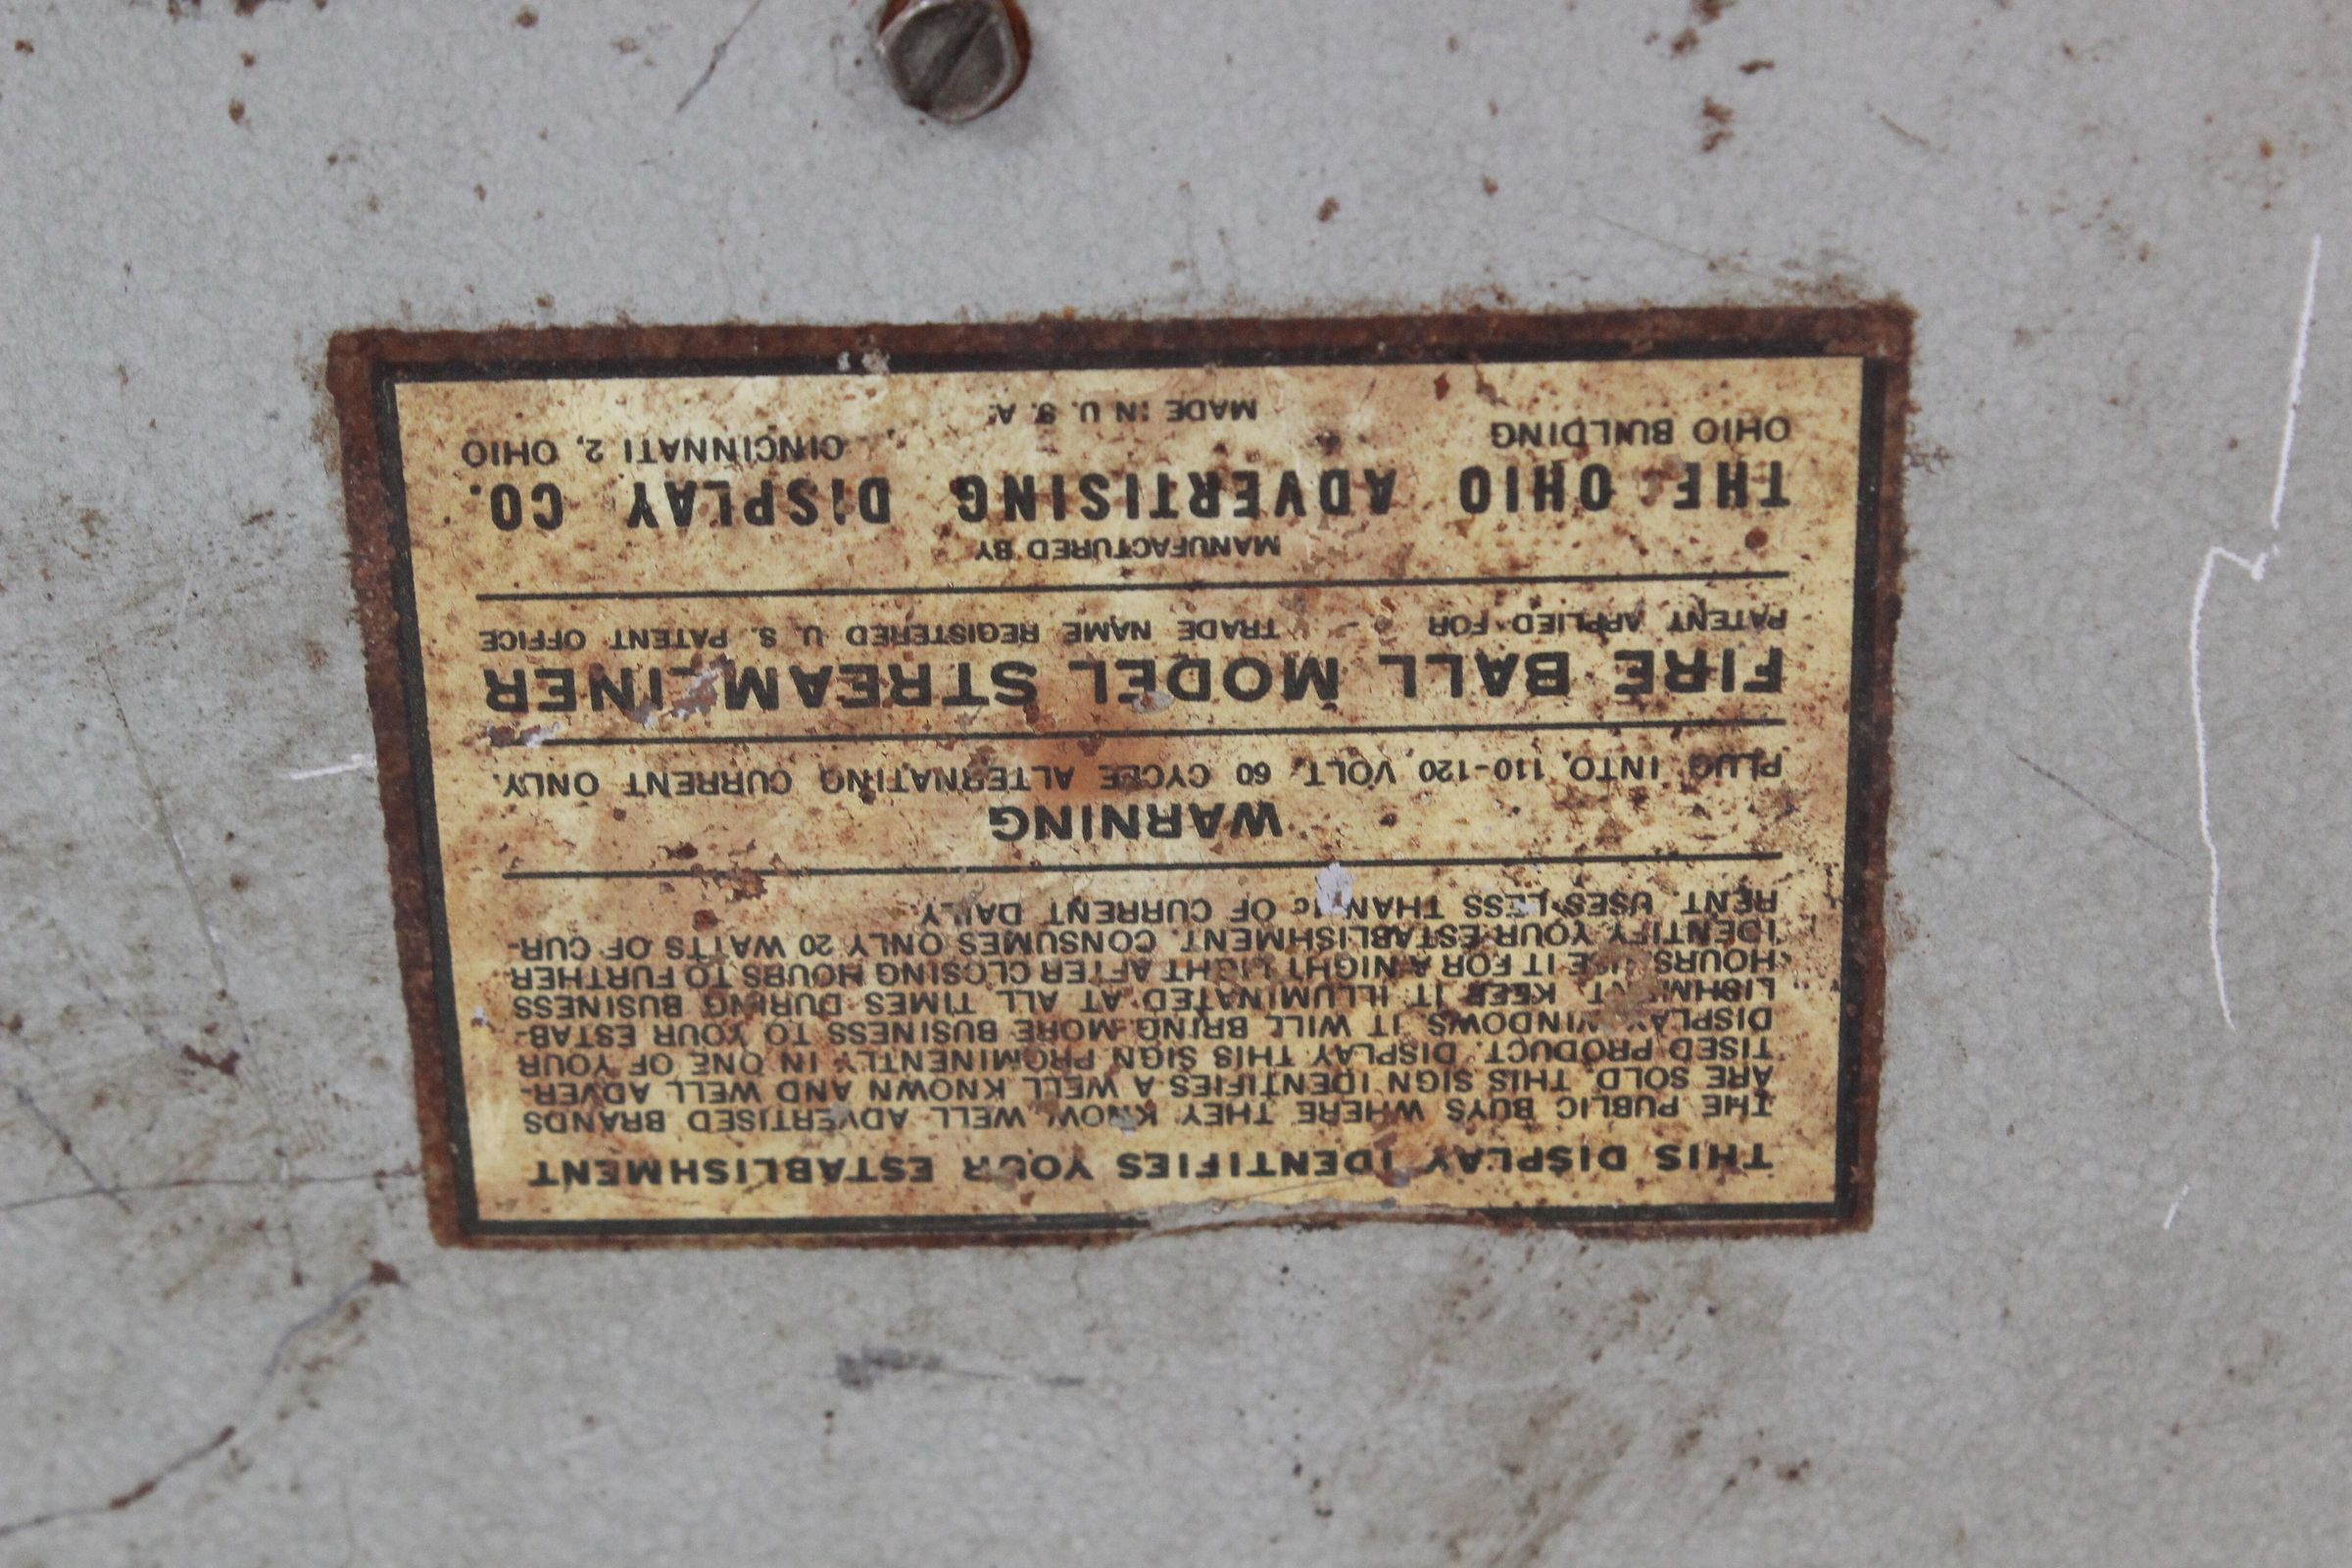 THIS DISPLAY IDENTIFIES YOUR ESTABLISHMENT
THE PUBLIC BUYS WHERE THEY KNOW WELL ADVERTISED BRANDS
ARE SOLD. THIS SIGN IDENTIFIES A WELL KNOWN AND WELL ADVER-
TISED PRODUCT. DISPLAY THIS SIGN PROMINENTLY IN ONE OF YOUR
DISPLAY WINDOWS. IT WILL BRING MORE BUSINESS TO YOUR ESTAB-
LISHMENT. KEEP IT ILLUMINATED AT ALL TIMES DURING BUSINESS
HOURS. USE IT FOR A NIGHT LIGHT AFTER CLOSING HOURS TO FURTHER
IDENTIFY YOUR ESTABLISHMENT. CONSUMES ONLY 20 WATTS OF CUR-
RENT. USES LESS THAN 1c OF CURRENT DAILY.
WARNING
PLUG INTO 110-120 VOLT 60 CYCLE ALTERNATING CURRENT ONLY.
FIRE BALL MODEL STREAMLINER
PATENT APPLIED FOR - TRADE NAME REGISTERED U. S. PATENT OFFICE
MANUFACTURED BY
THE OHIO ADVERTISING DISPLAY CO.
OHIO BUILDING CINCINNATI 2, OHIO
MADE IN U. S. A.